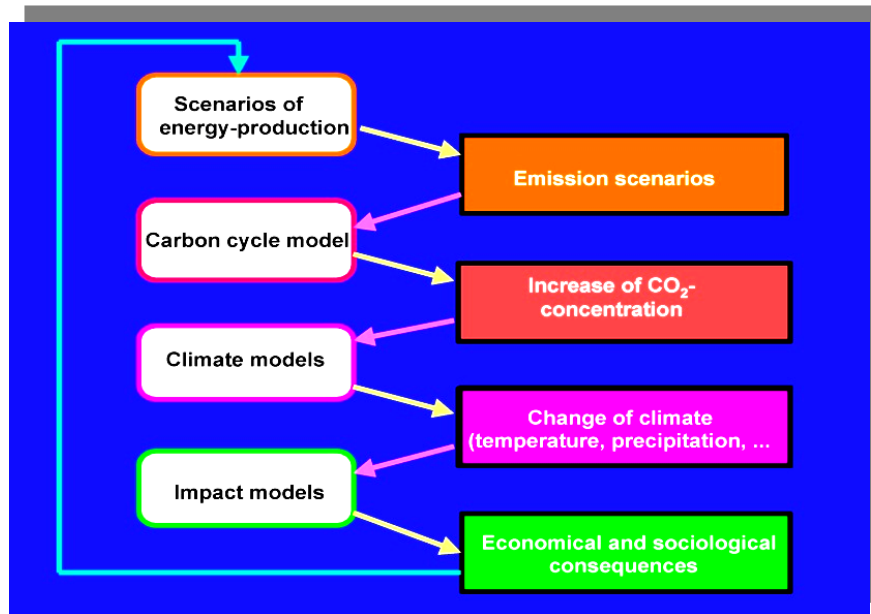 Scenarios of
energy-production
Emission scenarios
Carbon cycle model
Increase of CO₂-
concentration
Climate models
Change of climate
(temperature, precipitation, ...
Impact models
Economical and sociological
consequences